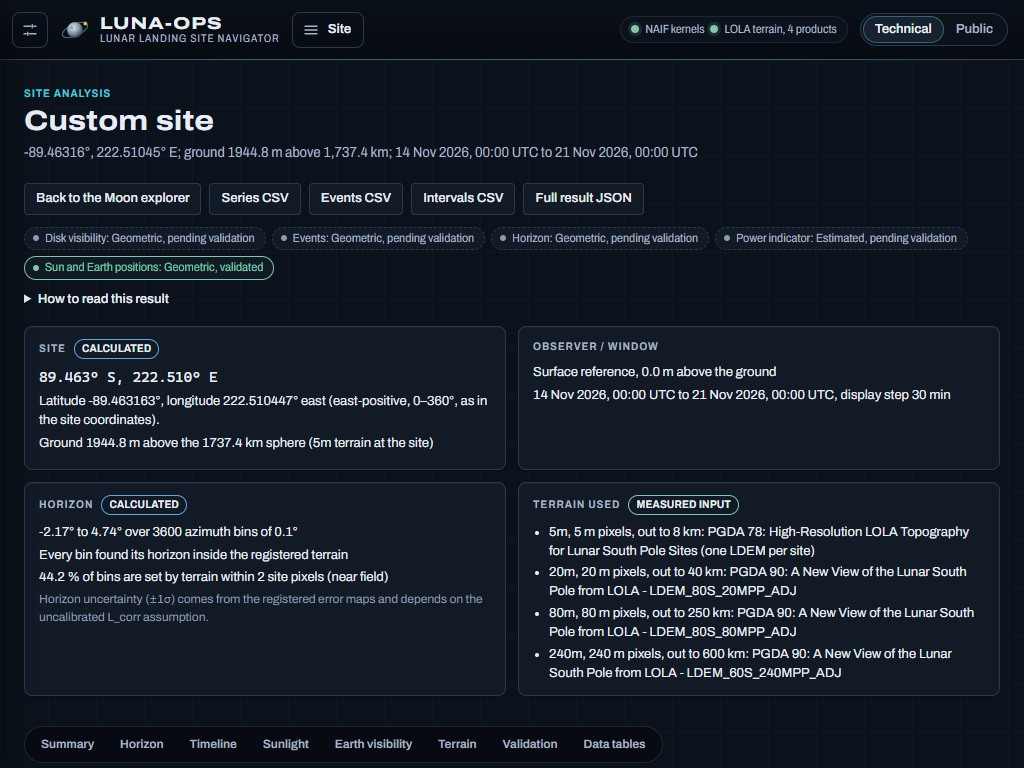 LUNA-OPS
LUNAR LANDING SITE NAVIGATOR
Site
NAIF kernels
LOLA terrain, 4 products
Technical
Public
SITE ANALYSIS
Custom site
-89.46316°, 222.51045° E; ground 1944.8 m above 1,737.4 km; 14 Nov 2026, 00:00 UTC to 21 Nov 2026, 00:00 UTC
Back to the Moon explorer
Series CSV
Events CSV
Intervals CSV
Full result JSON
Disk visibility: Geometric, pending validation
Events: Geometric, pending validation
Horizon: Geometric, pending validation
Power indicator: Estimated, pending validation
Sun and Earth positions: Geometric, validated
How to read this result
SITE
CALCULATED
89.463° S, 222.510° E
Latitude -89.463163°, longitude 222.510447° east (east-positive, 0–360°, as in
the site coordinates).
Ground 1944.8 m above the 1737.4 km sphere (5m terrain at the site)
OBSERVER / WINDOW
Surface reference, 0.0 m above the ground
14 Nov 2026, 00:00 UTC to 21 Nov 2026, 00:00 UTC, display step 30 min
HORIZON
CALCULATED
-2.17° to 4.74° over 3600 azimuth bins of 0.1°
Every bin found its horizon inside the registered terrain
44.2 % of bins are set by terrain within 2 site pixels (near field)
Horizon uncertainty (±1σ) comes from the registered error maps and depends on the
uncalibrated L_corr assumption.
TERRAIN USED
MEASURED INPUT
5m, 5 m pixels, out to 8 km: PGDA 78: High-Resolution LOLA Topography
for Lunar South Pole Sites (one LDEM per site)
20m, 20 m pixels, out to 40 km: PGDA 90: A New View of the Lunar South
Pole from LOLA - LDEM_80S_20MPP_ADJ
80m, 80 m pixels, out to 250 km: PGDA 90: A New View of the Lunar South
Pole from LOLA - LDEM_80S_80MPP_ADJ
240m, 240 m pixels, out to 600 km: PGDA 90: A New View of the Lunar
South Pole from LOLA - LDEM_60S_240MPP_ADJ
Summary
Horizon
Timeline
Sunlight
Earth visibility
Terrain
Validation
Data tables